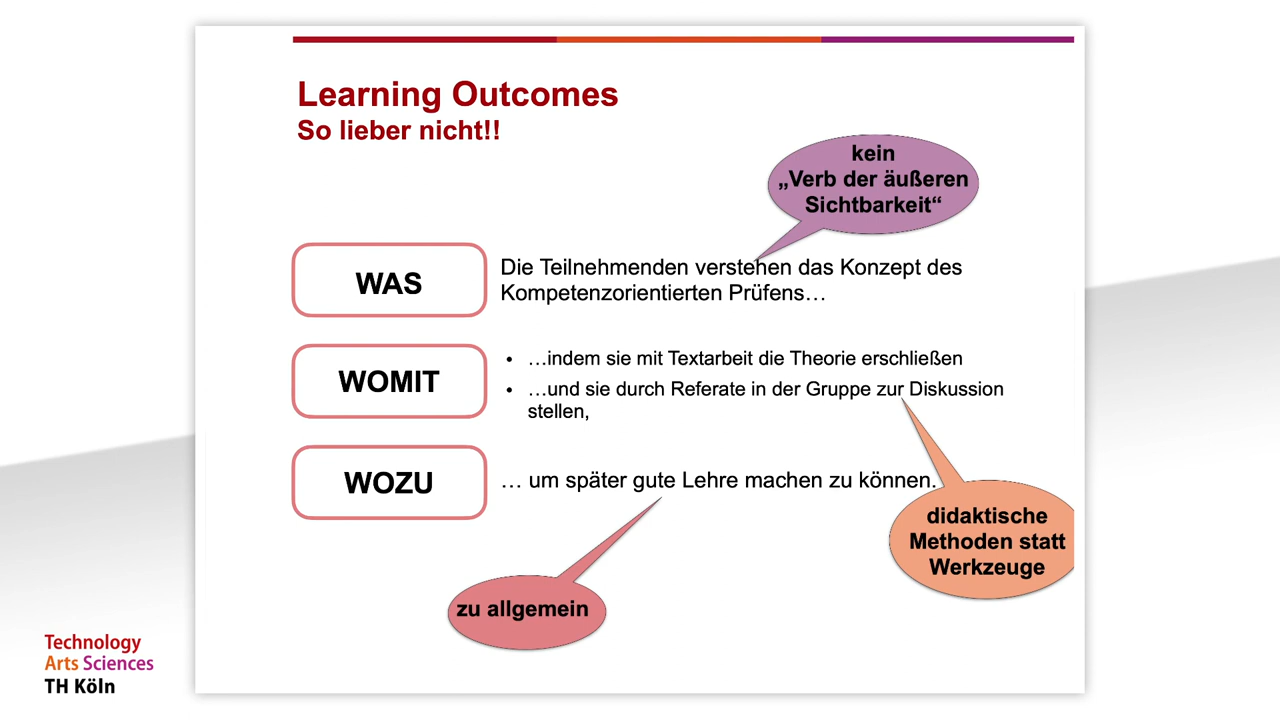 Learning Outcomes
So lieber nicht!!
kein
„Verb der äußeren
Sichtbarkeit“
WAS
Die Teilnehmenden verstehen das Konzept des
Kompetenzorientierten Prüfens…
WOMIT
• …indem sie mit Textarbeit die Theorie erschließen
• …und sie durch Referate in der Gruppe zur Diskussion
stellen,
WOZU
… um später gute Lehre machen zu können.
didaktische
Methoden statt
Werkzeuge
zu allgemein
Technology
Arts Sciences
TH Köln